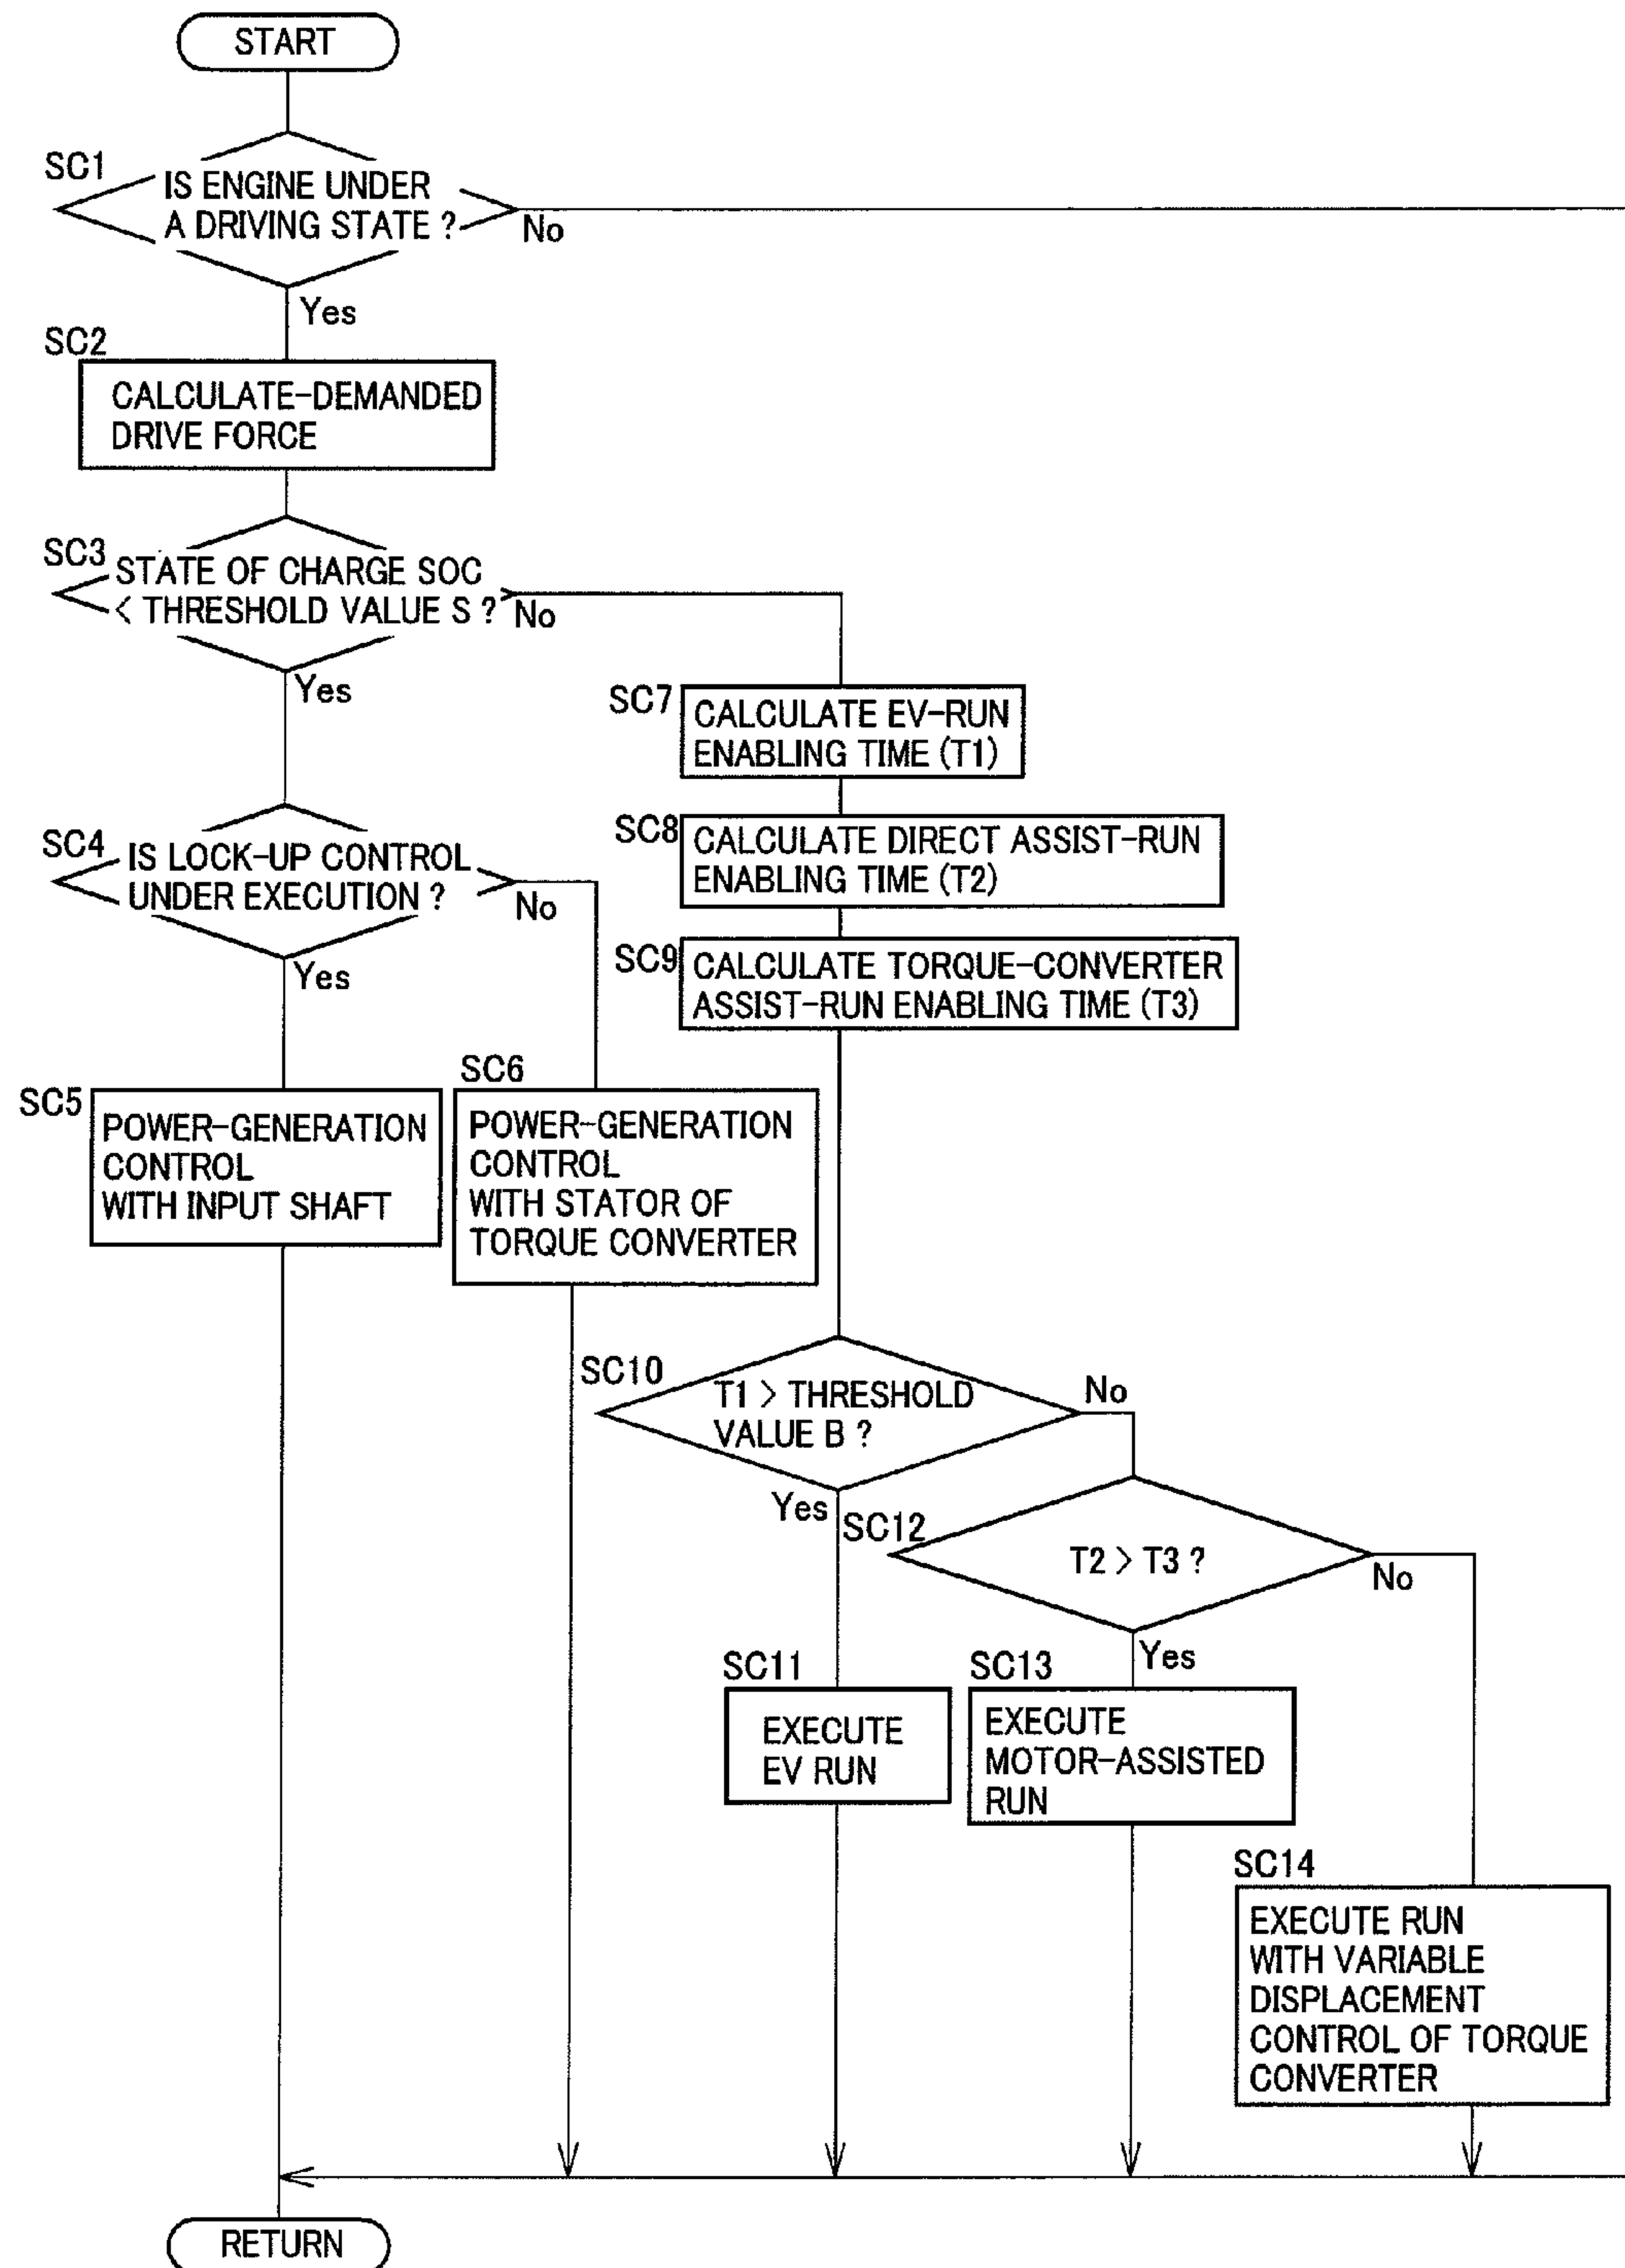 START
SC1
IS ENGINE UNDER
A DRIVING STATE ?
No
Yes
SC2
CALCULATE-DEMANDED
DRIVE FORCE
SC3
STATE OF CHARGE SOC
< THRESHOLD VALUE S ?
No
Yes
SC7
CALCULATE EV-RUN
ENABLING TIME (T1)
SC8
CALCULATE DIRECT ASSIST-RUN
ENABLING TIME (T2)
SC4
IS LOCK-UP CONTROL
UNDER EXECUTION ?
No
Yes
SC9
CALCULATE TORQUE-CONVERTER
ASSIST-RUN ENABLING TIME (T3)
SC5
POWER-GENERATION
CONTROL
WITH INPUT SHAFT
SC6
POWER-GENERATION
CONTROL
WITH STATOR OF
TORQUE CONVERTER
SC10
T1 > THRESHOLD
VALUE B ?
No
Yes
SC12
T2 > T3 ?
No
Yes
SC11
EXECUTE
EV RUN
SC13
EXECUTE
MOTOR-ASSISTED
RUN
SC14
EXECUTE RUN
WITH VARIABLE
DISPLACEMENT
CONTROL OF TORQUE
CONVERTER
RETURN